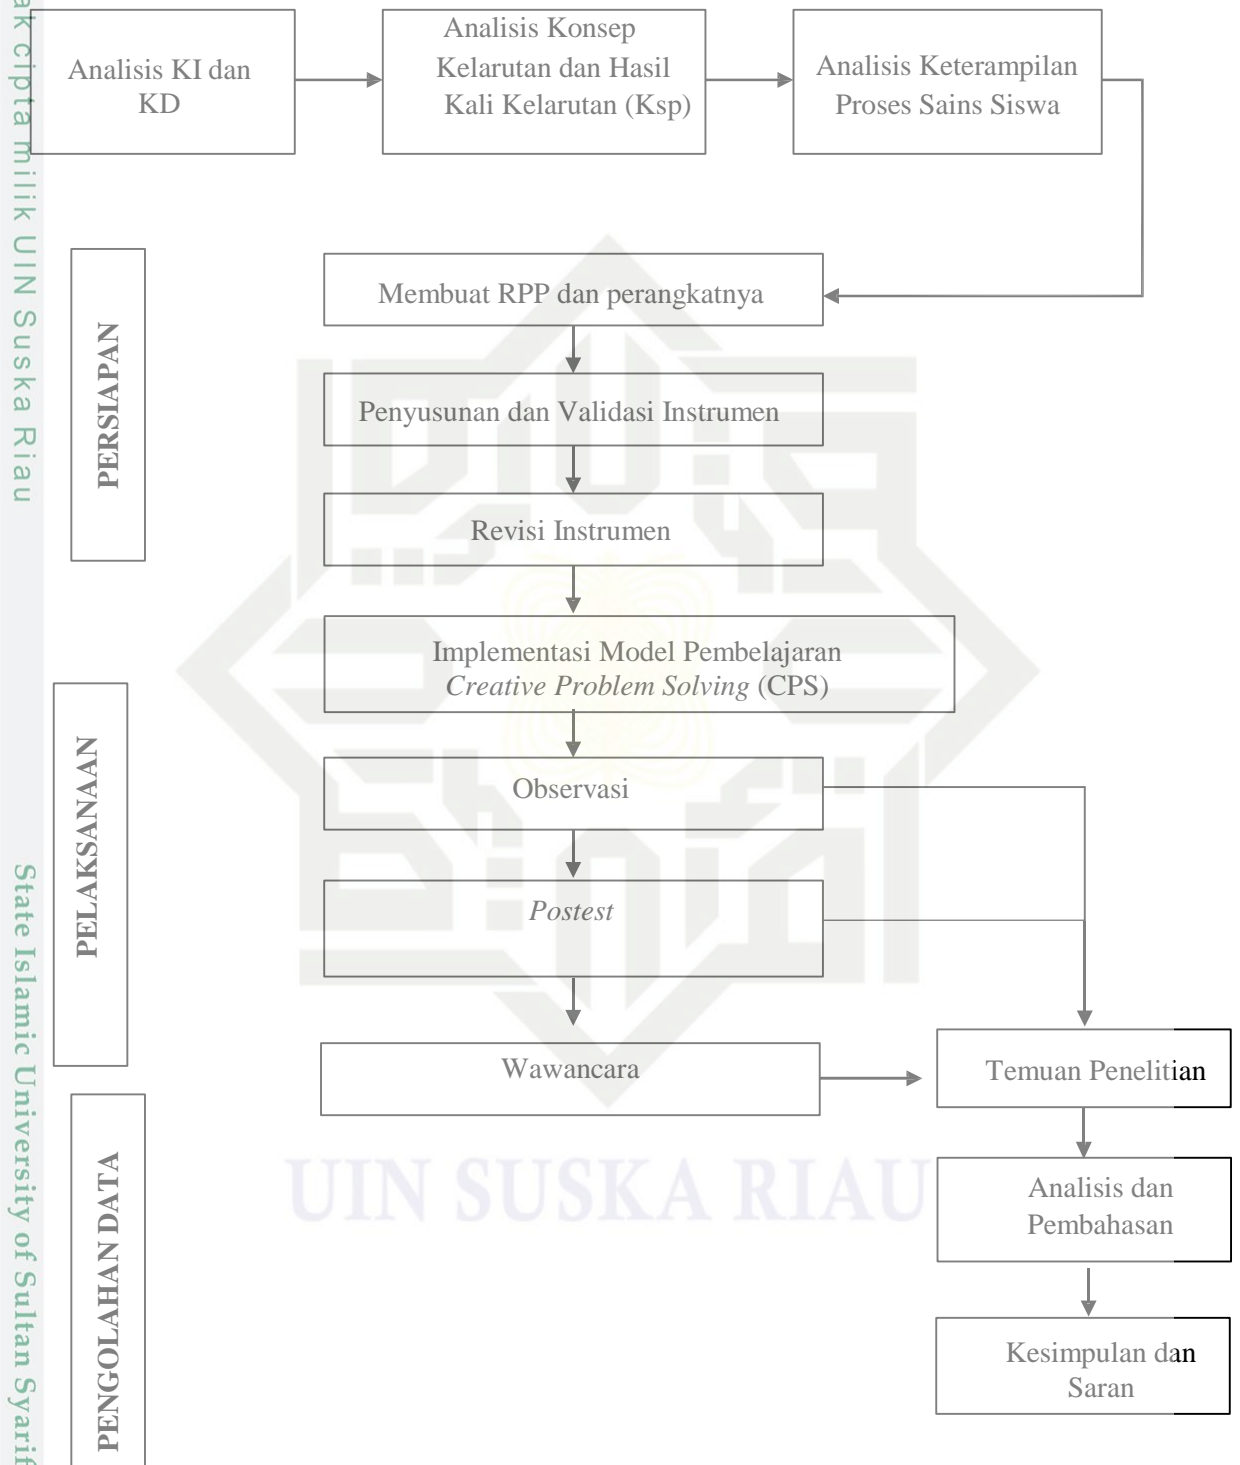 Analisis KI dan
KD
Analisis Konsep
Kelarutan dan Hasil
Kali Kelarutan (Ksp)
Analisis Keterampilan
Proses Sains Siswa
PERSIAPAN
Membuat RPP dan perangkatnya
Penyusunan dan Validasi Instrumen
Revisi Instrumen
PELAKSANAAN
Implementasi Model Pembelajaran
Creative Problem Solving (CPS)
Observasi
Postest
Wawancara
Temuan Penelitian
PENGOLAHAN DATA
Analisis dan
Pembahasan
Kesimpulan dan
Saran
UIN SUSKA RIAU
ak cipta milik UIN Suska Riau
State Islamic University of Sultan Syarif